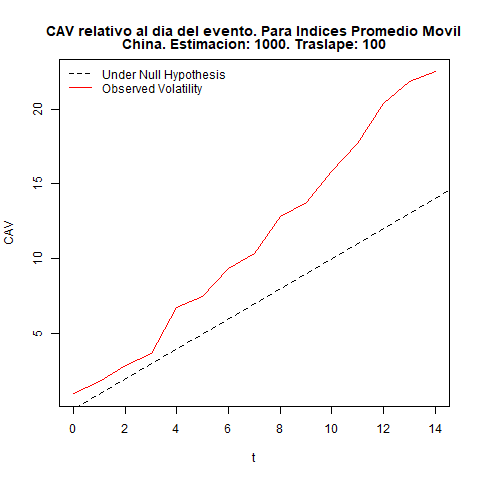 CAV relativo al dia del evento. Para Indices Promedio Movil
China. Estimacion: 1000. Traslape: 100
Under Null Hypothesis
Observed Volatility
CAV
20
15
10
5
0 2 4 6 8 10 12 14
t